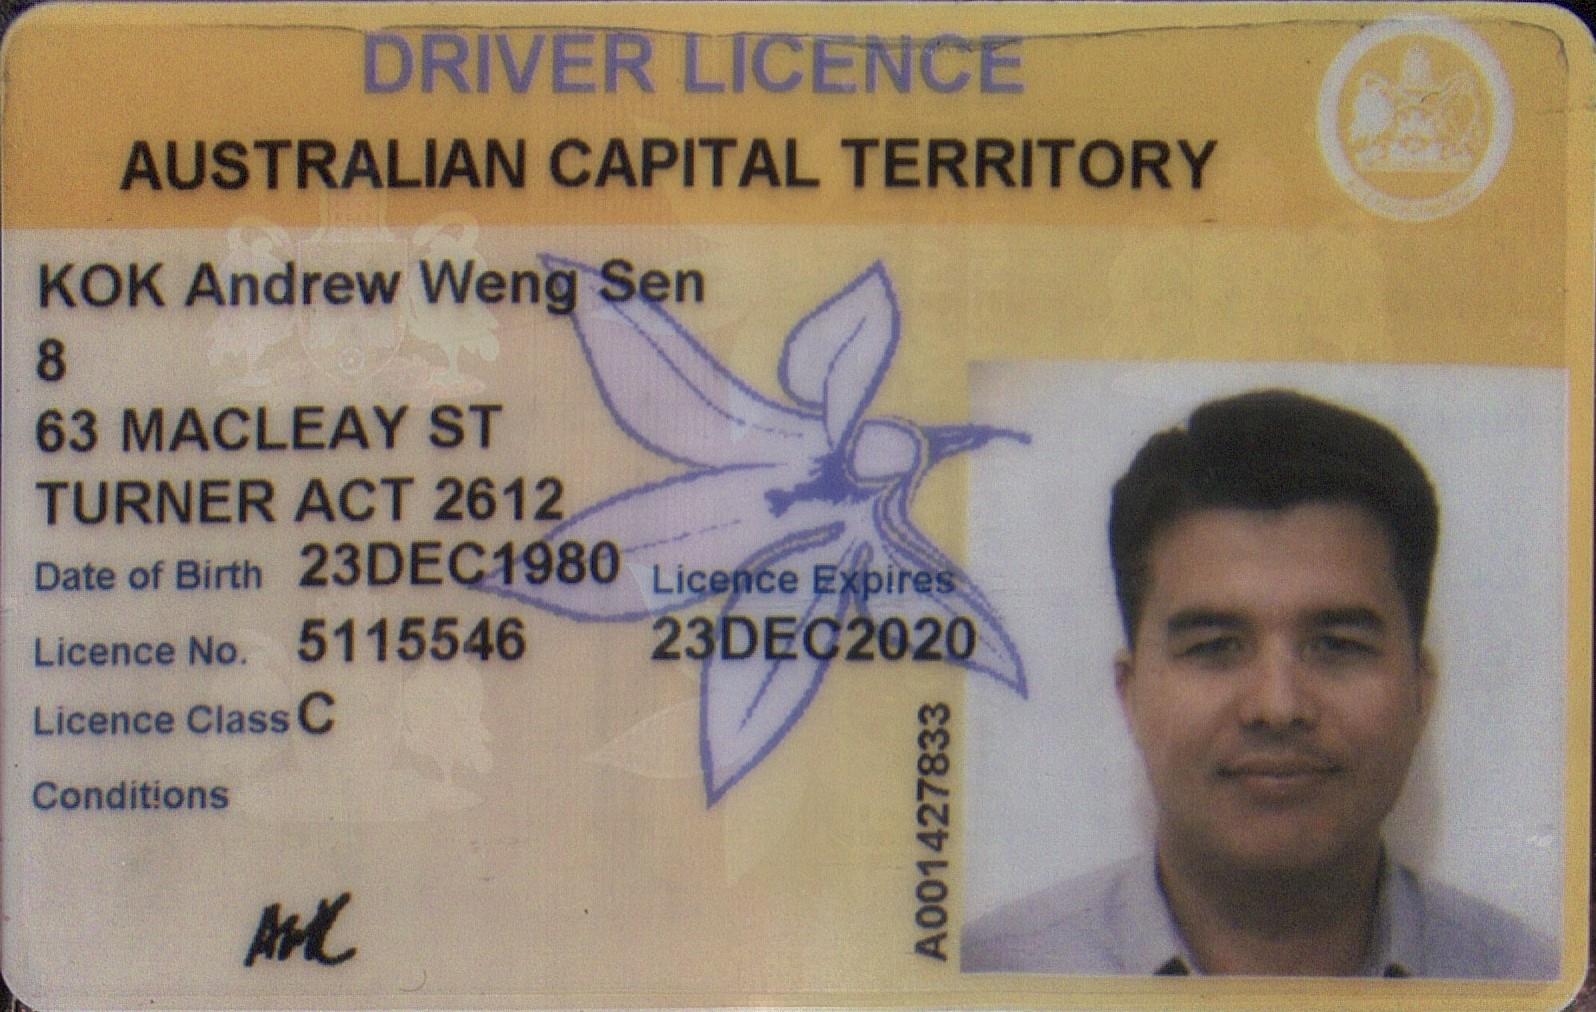 DRIVER LICENCE
AUSTRALIAN CAPITAL TERRITORY
KOK Andrew Weng Sen
8
63 MACLEAY ST
TURNER ACT 2612
Date of Birth 23DEC1980 Licence Expires
Licence No. 5115546 23DEC2020
Licence Class C
Conditions
A001427833